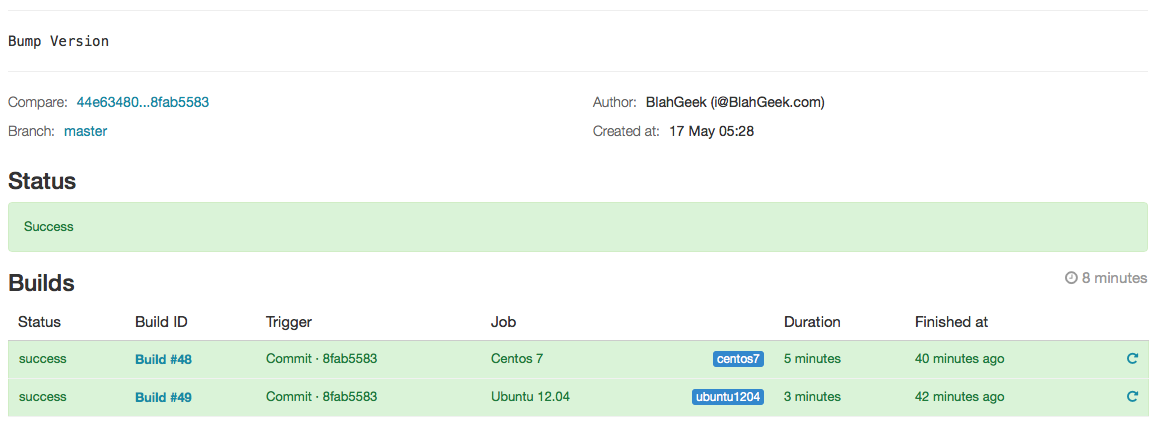 Bump Version
Compare: 44e63480...8fab5583 Author: BlahGeek (i@BlahGeek.com)
Branch: master Created at: 17 May 05:28
Status
Success
Builds 8 minutes
Status Build ID Trigger Job Duration Finished at
success Build #48 Commit · 8fab5583 Centos 7 centos7 5 minutes 40 minutes ago
success Build #49 Commit · 8fab5583 Ubuntu 12.04 ubuntu1204 3 minutes 42 minutes ago